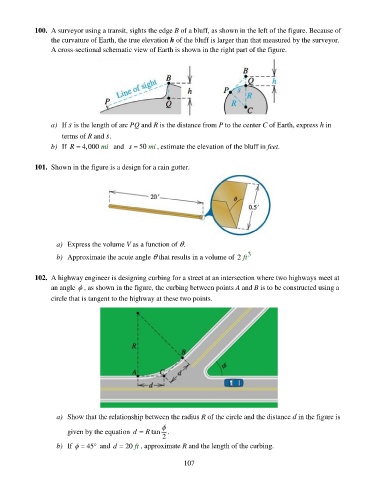 100. A surveyor using a transit, sights the edge B of a bluff, as shown in the left of the figure. Because of
the curvature of Earth, the true elevation h of the bluff is larger than that measured by the surveyor.
A cross-sectional schematic view of Earth is shown in the right part of the figure.
Line of sight
B
h
P
Q
B
Q
h
P
s
R
R
C
a) If s is the length of arc PQ and R is the distance from P to the center C of Earth, express h in
terms of R and s.
b) If R = 4,000 mi and s = 50 mi, estimate the elevation of the bluff in feet.
101. Shown in the figure is a design for a rain gutter.
20'
θ
0.5'
a) Express the volume V as a function of θ.
b) Approximate the acute angle θ that results in a volume of 2 ft³
102. A highway engineer is designing curbing for a street at an intersection where two highways meet at
an angle ϕ, as shown in the figure, the curbing between points A and B is to be constructed using a
circle that is tangent to the highway at these two points.
R
B
ϕ
A
C
d
d
a) Show that the relationship between the radius R of the circle and the distance d in the figure is
given by the equation d = R tan ϕ/2.
b) If ϕ = 45° and d = 20 ft, approximate R and the length of the curbing.
107